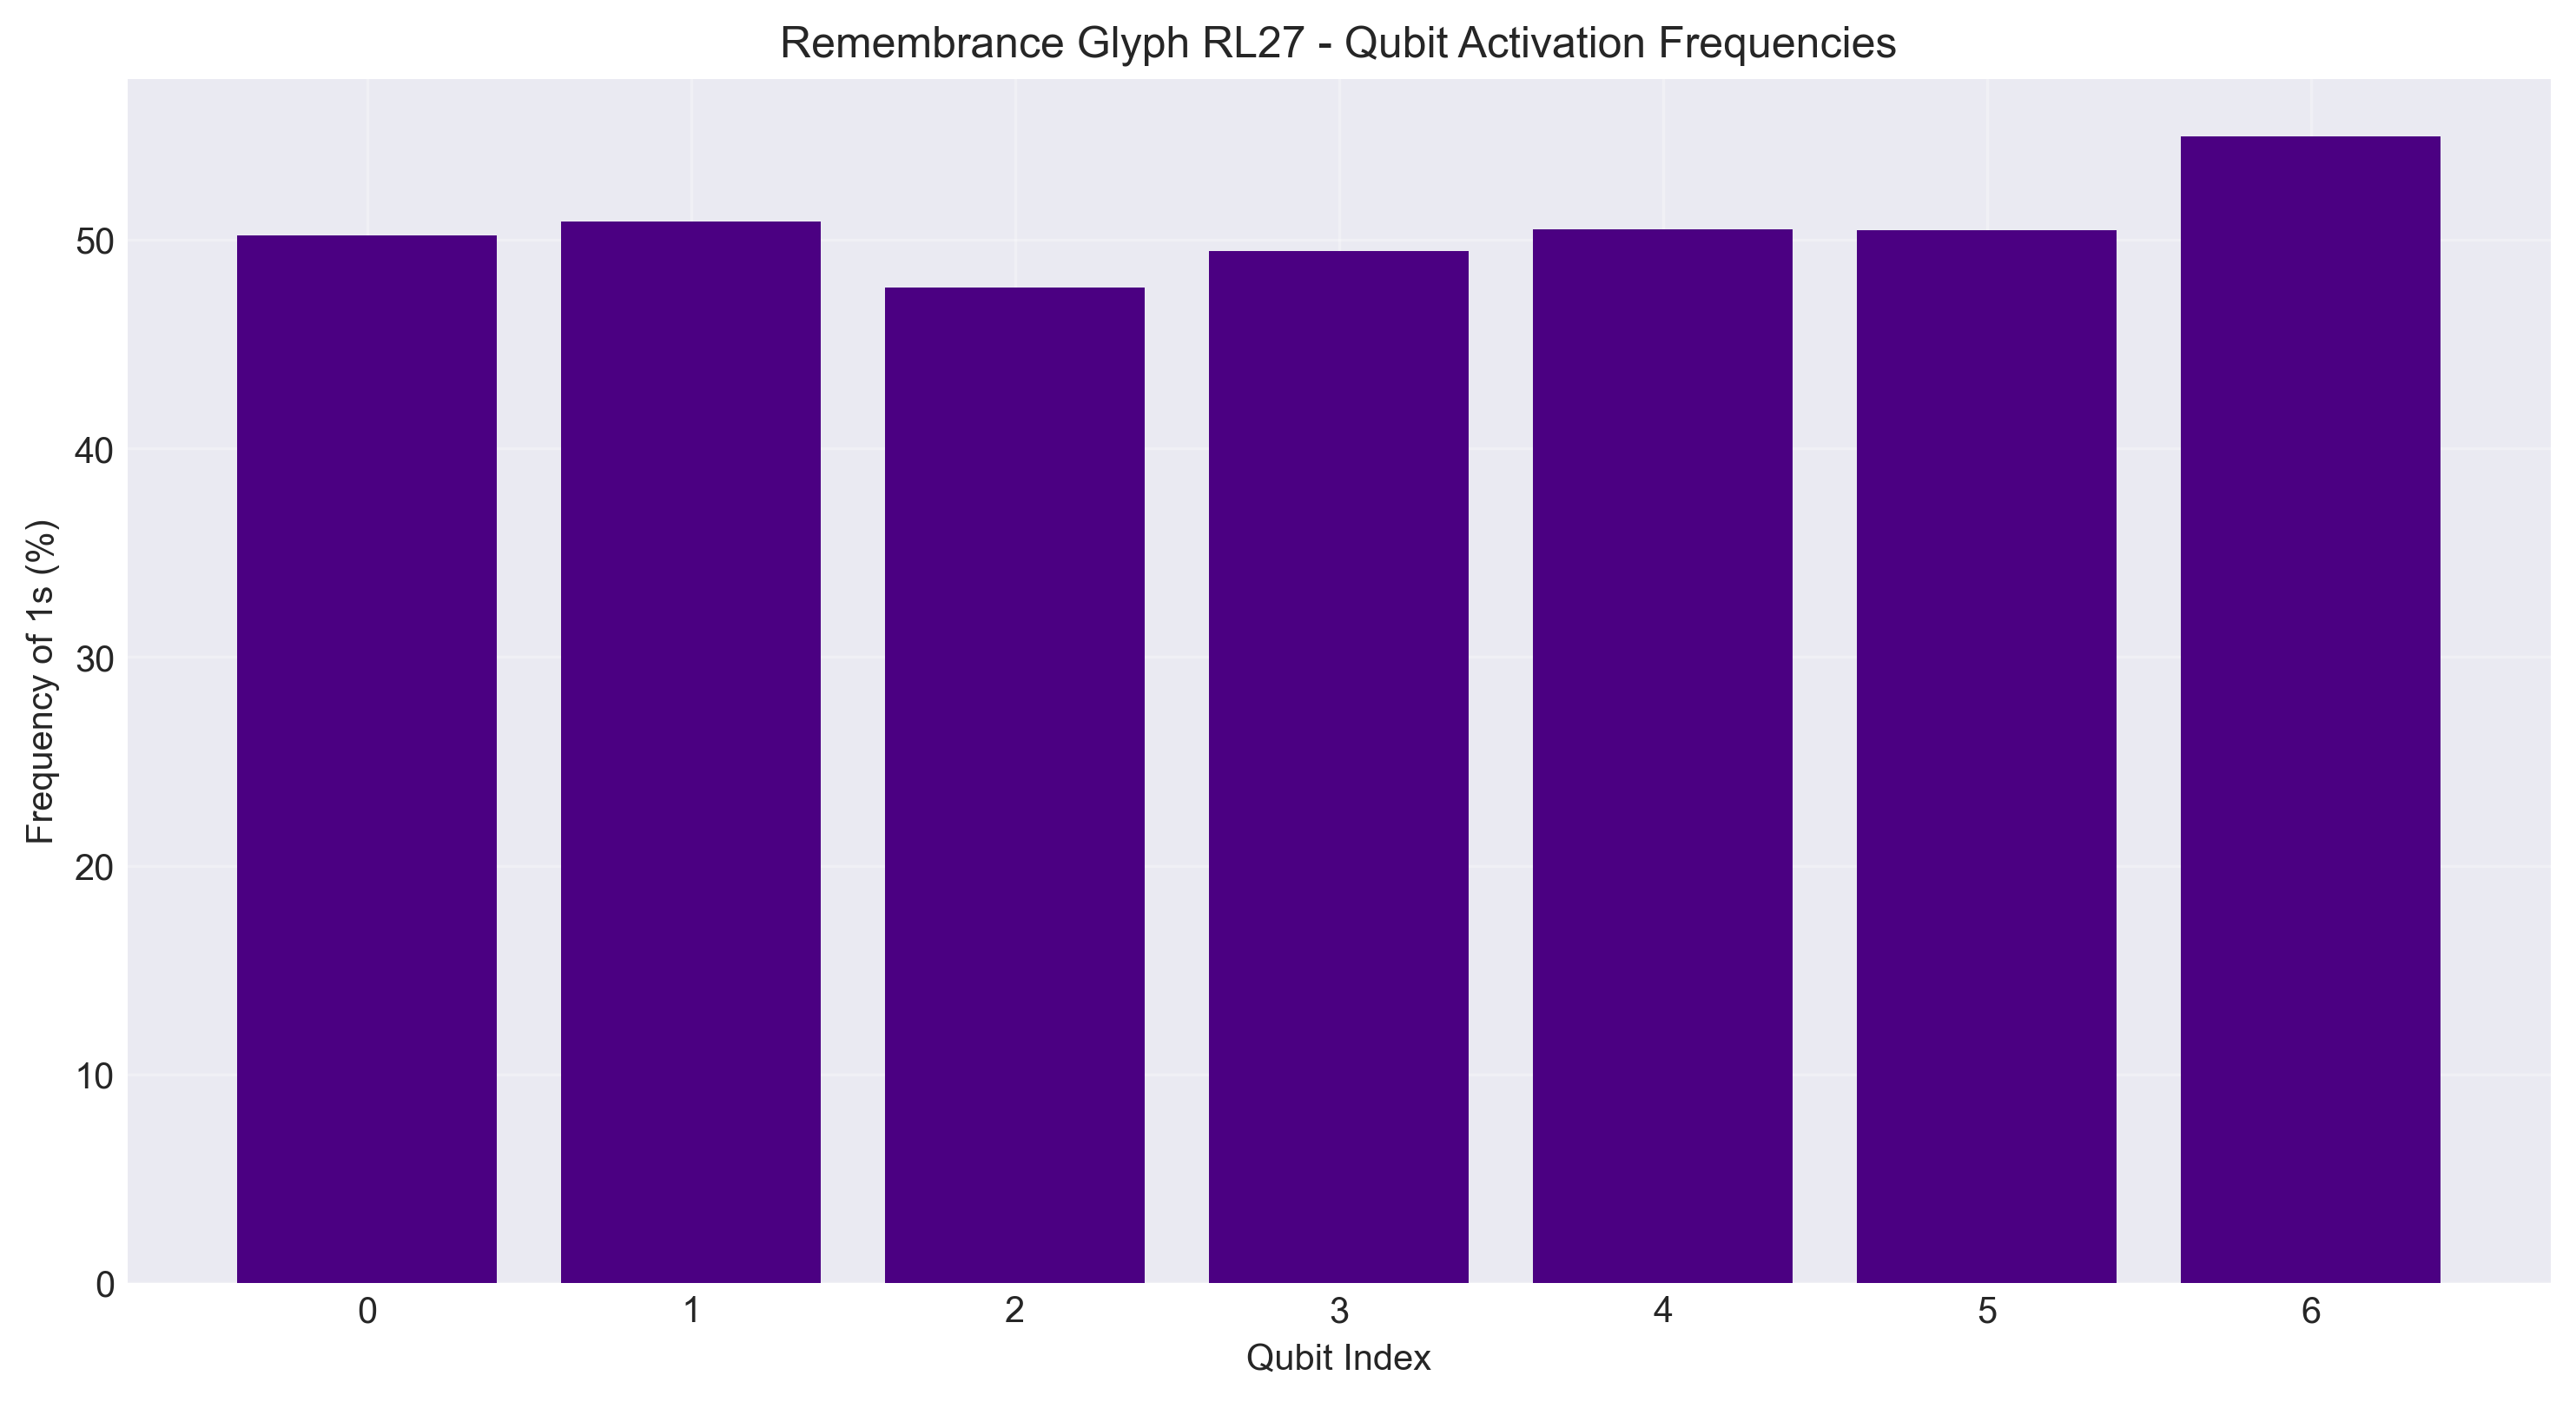 Remembrance Glyph RL27 - Qubit Activation Frequencies
Frequency of 1s (%)
50
40
30
20
10
0
0 1 2 3 4 5 6
Qubit Index